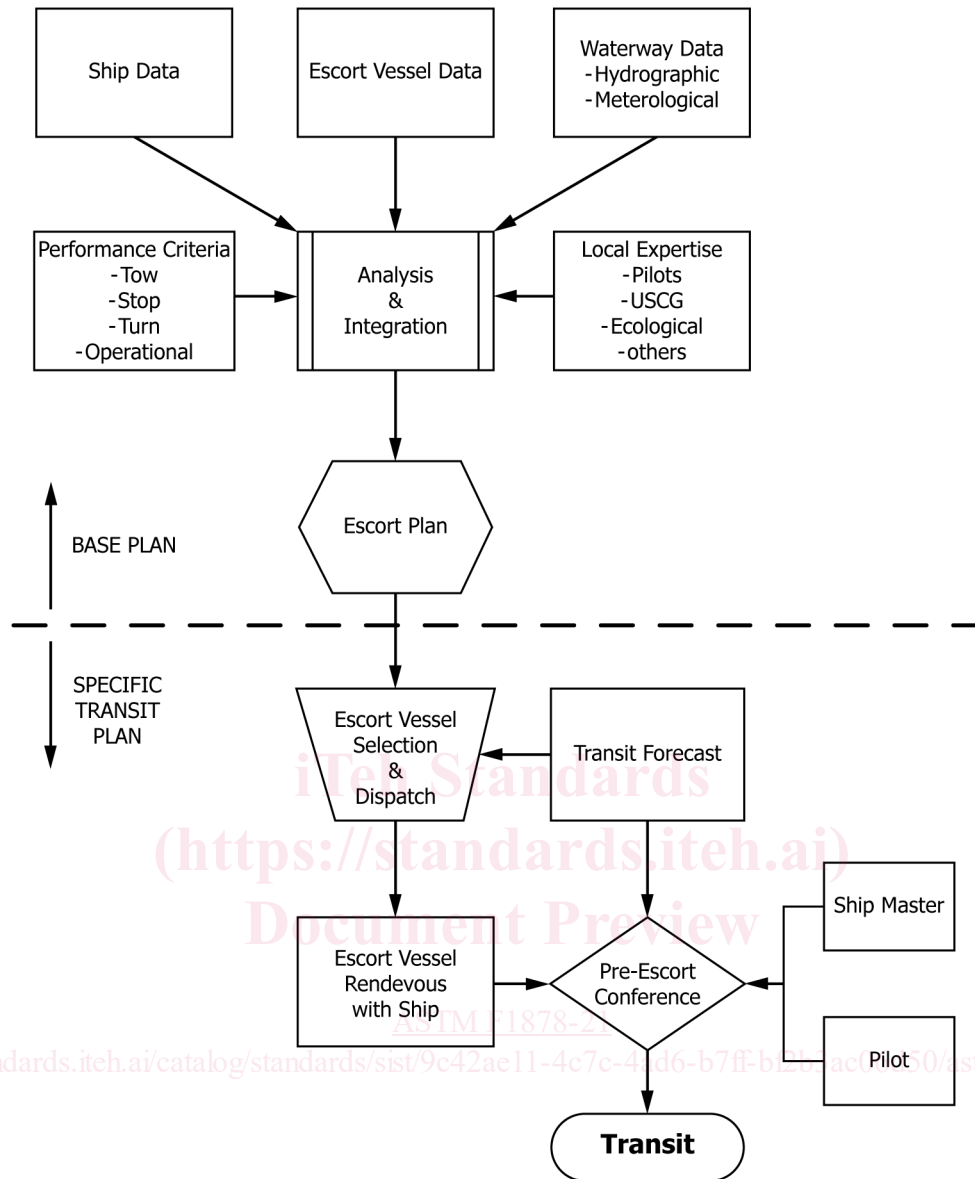 Ship Data
Escort Vessel Data
Waterway Data
-Hydrographic
-Meterological
Performance Criteria
-Tow
-Stop
-Turn
-Operational
Analysis
&
Integration
Local Expertise
-Pilots
-USCG
-Ecological
-others
Escort Plan
BASE PLAN
SPECIFIC
TRANSIT
PLAN
Escort Vessel
Selection
&
Dispatch
Transit Forecast
iTeh Standards
(https://standards.iteh.ai)
Document Preview
Ship Master
Escort Vessel
Rendevous
with Ship
Pre-Escort
Conference
ASTM F1878-21
Pilot
Transit